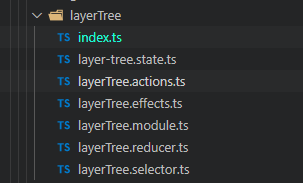 layerTree
TS index.ts
TS layer-tree.state.ts
TS layerTree.actions.ts
TS layerTree.effects.ts
TS layerTree.module.ts
TS layerTree.reducer.ts
TS layerTree.selector.ts